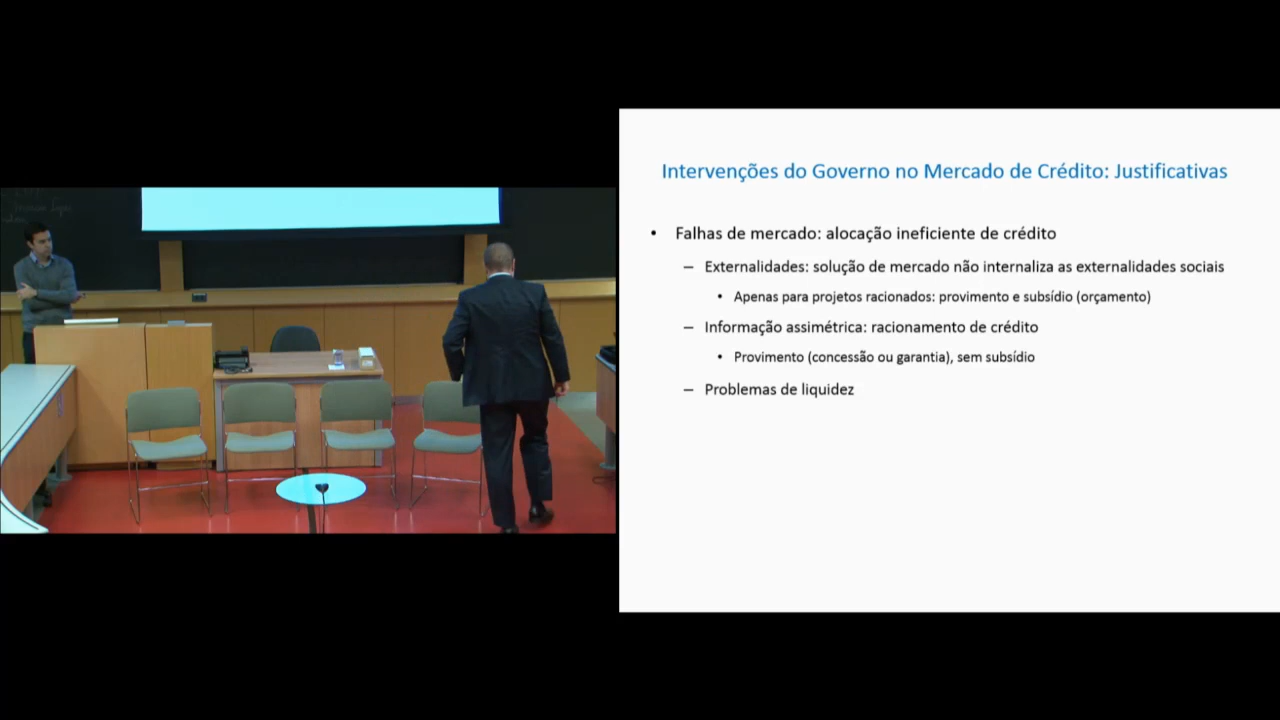 Intervenções do Governo no Mercado de Crédito: Justificativas
• Falhas de mercado: alocação ineficiente de crédito
– Externalidades: solução de mercado não internaliza as externalidades sociais
• Apenas para projetos racionados: provimento e subsídio (orçamento)
– Informação assimétrica: racionamento de crédito
• Provimento (concessão ou garantia), sem subsídio
– Problemas de liquidez